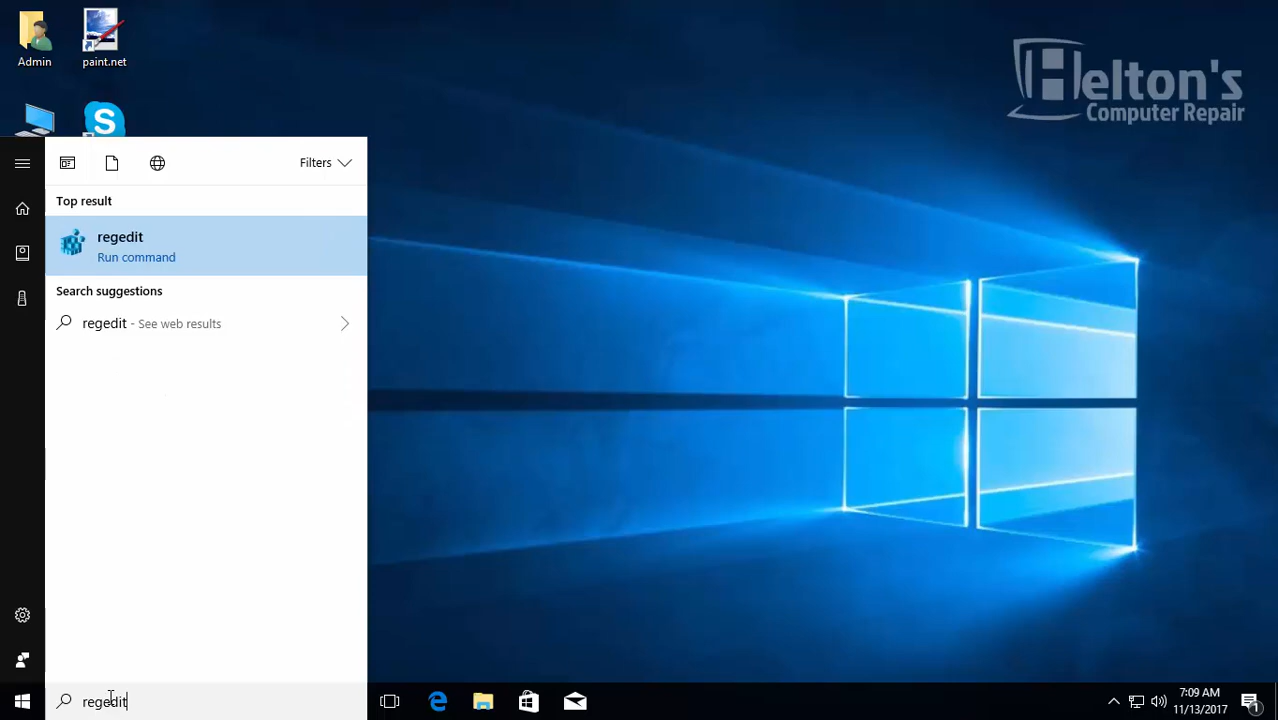 Admin
paint.net
Helton's
Computer Repair
S
Filters
Top result
regedit
Run command
Search suggestions
regedit - See web results
regedit
7:09 AM
11/13/2017
1